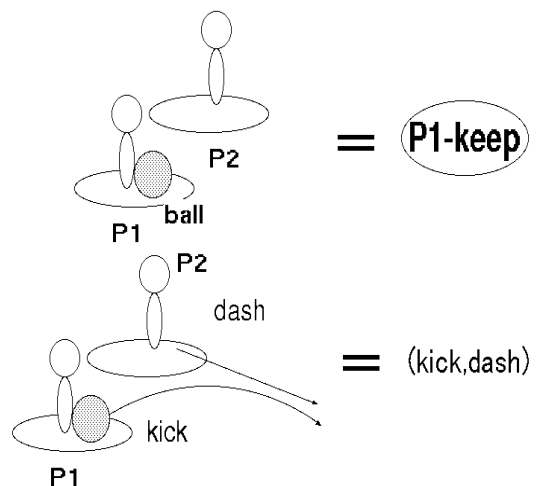 P2
= P1-keep
ball
P1
P2
dash
= (kick,dash)
kick
P1